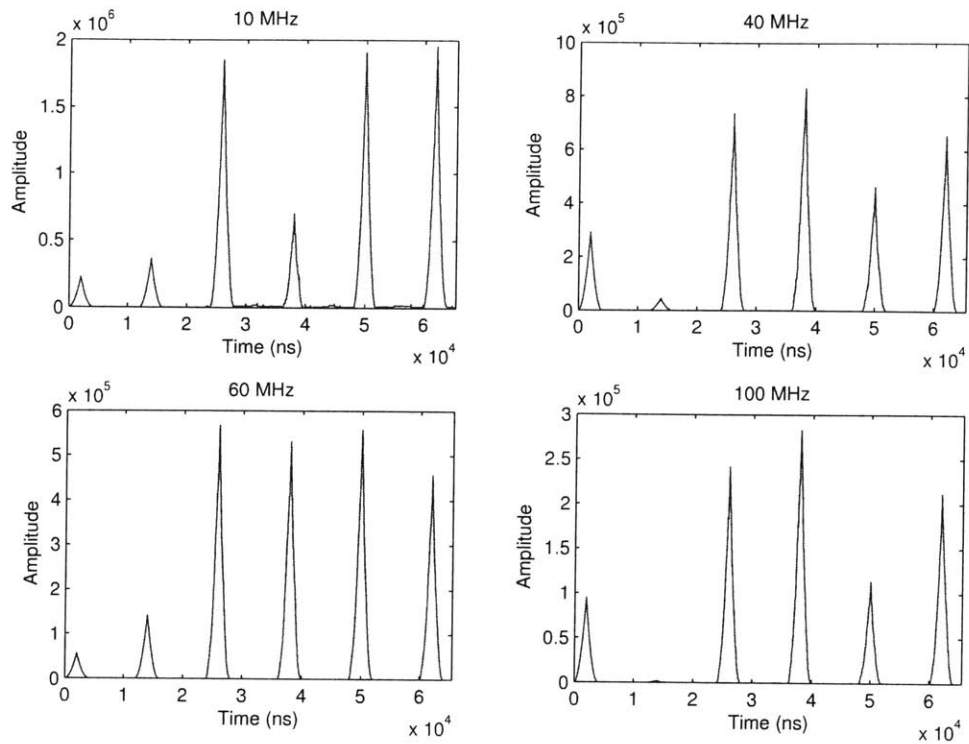 10 MHz
x 10^6
2
1.5
1
0.5
0
Amplitude
0 1 2 3 4 5 6
Time (ns)
x 10^4
40 MHz
x 10^5
10
8
6
4
2
0
Amplitude
0 1 2 3 4 5 6
Time (ns)
x 10^4
60 MHz
x 10^5
6
5
4
3
2
1
0
Amplitude
0 1 2 3 4 5 6
Time (ns)
x 10^4
100 MHz
x 10^5
3
2.5
2
1.5
1
0.5
0
Amplitude
0 1 2 3 4 5 6
Time (ns)
x 10^4